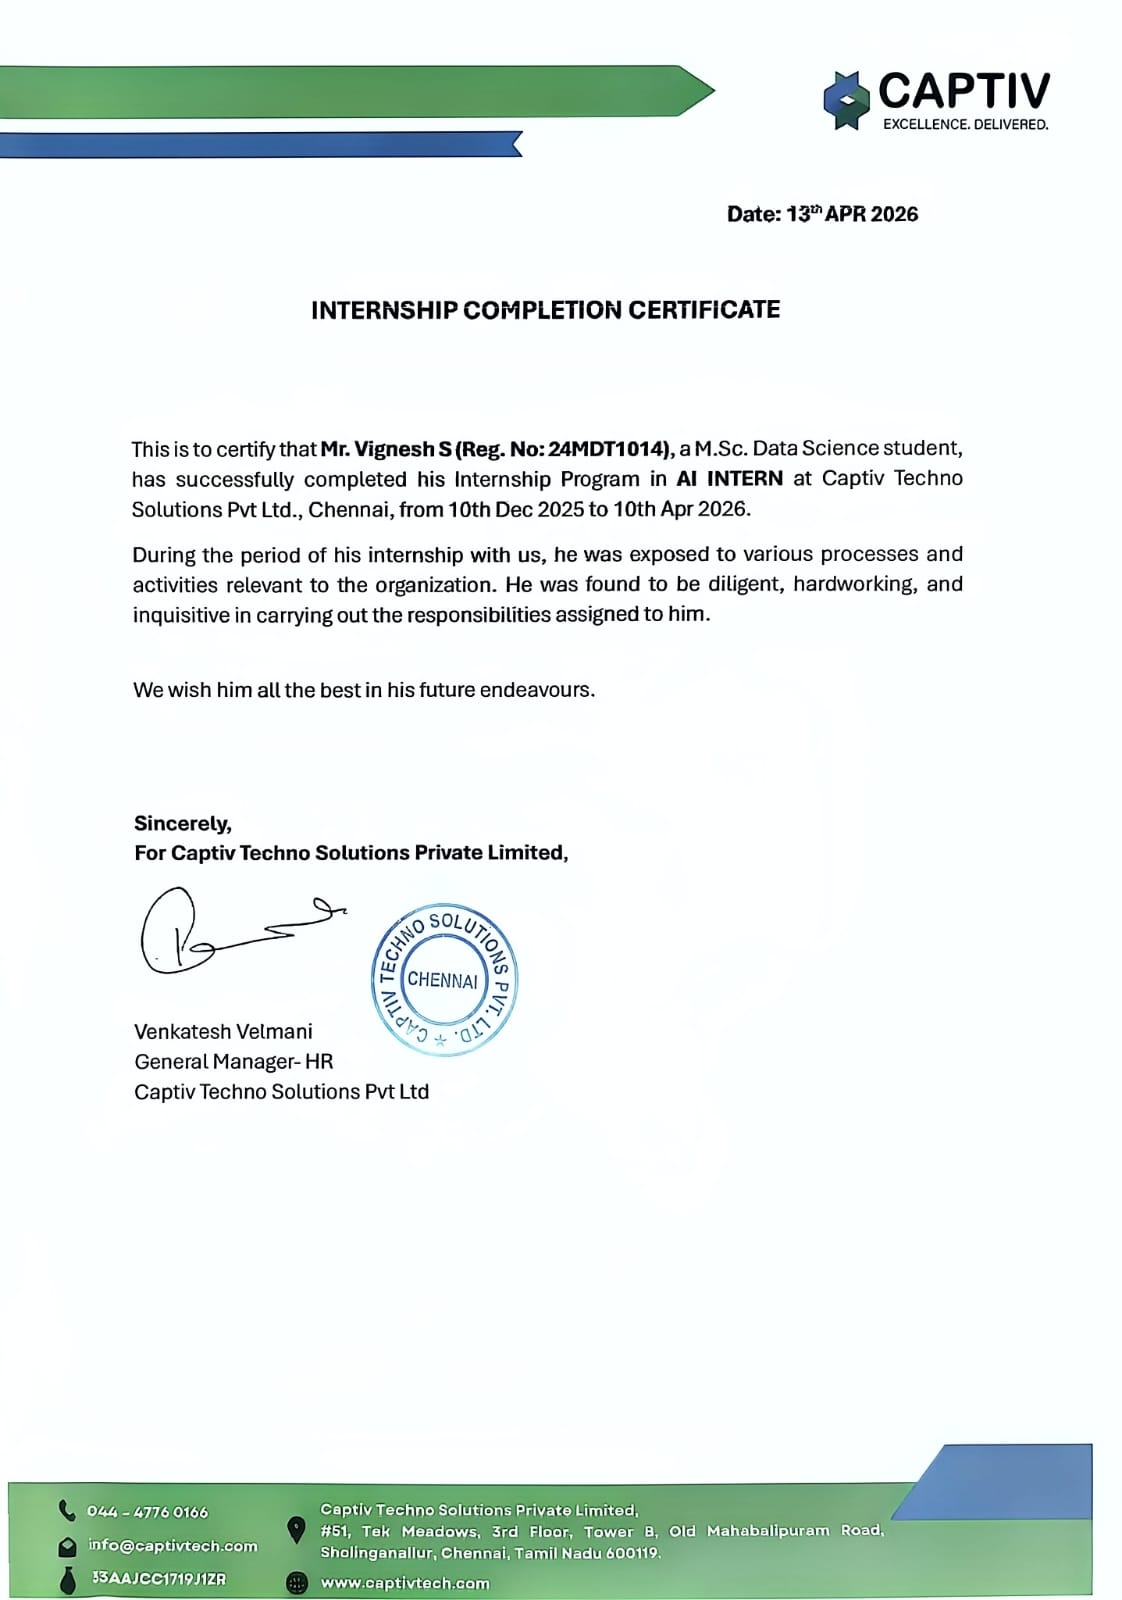 CAPTIV
EXCELLENCE. DELIVERED.
Date: 13th APR 2026
INTERNSHIP COMPLETION CERTIFICATE
This is to certify that Mr. Vignesh S (Reg. No: 24MDT1014), a M.Sc. Data Science student,
has successfully completed his Internship Program in AI INTERN at Captiv Techno
Solutions Pvt Ltd., Chennai, from 10th Dec 2025 to 10th Apr 2026.
During the period of his internship with us, he was exposed to various processes and
activities relevant to the organization. He was found to be diligent, hardworking, and
inquisitive in carrying out the responsibilities assigned to him.
We wish him all the best in his future endeavours.
Sincerely,
For Captiv Techno Solutions Private Limited,
CAPTIV TECHNO SOLUTIONS PVT. LTD.
CHENNAI
Venkatesh Velmani
General Manager- HR
Captiv Techno Solutions Pvt Ltd
044 - 4776 0166
info@captivtech.com
33AAJCC1719J1ZR
Captiv Techno Solutions Private Limited,
#51, Tek Meadows, 3rd Floor, Tower B, Old Mahabalipuram Road,
Sholinganallur, Chennai, Tamil Nadu 600119.
www.captivtech.com